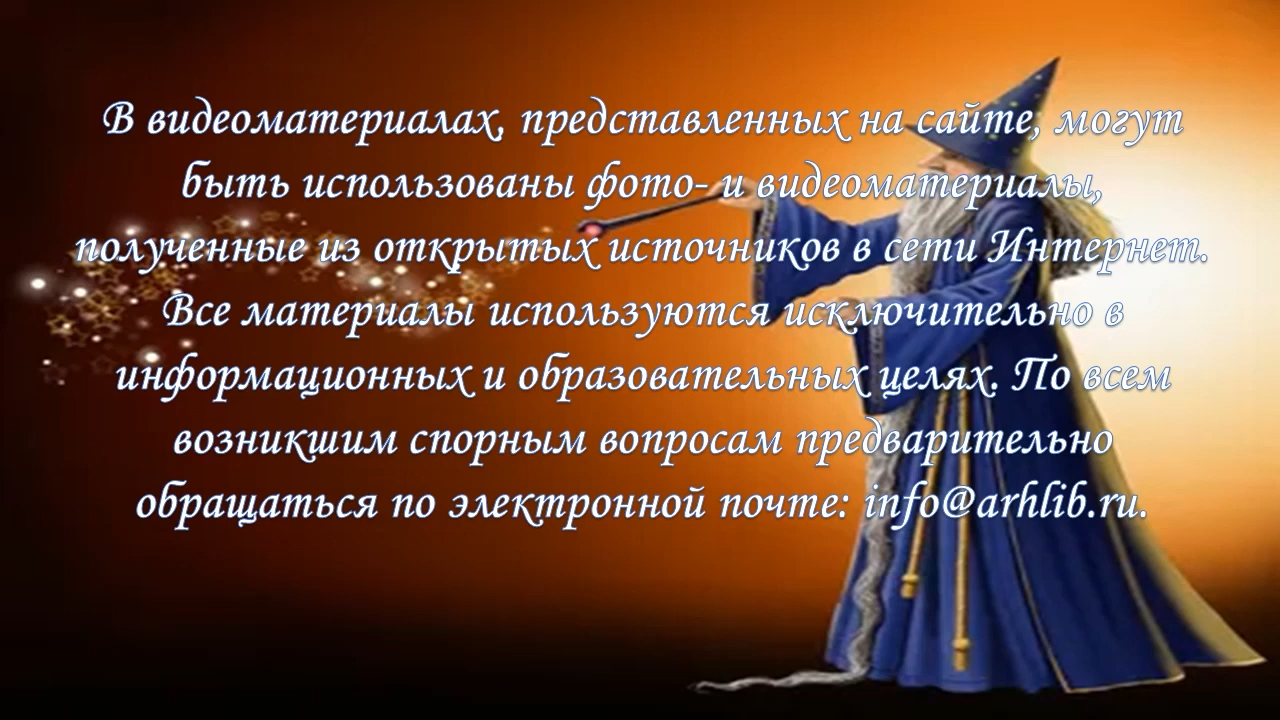 В видеоматериалах, представленных на сайте, могут
быть использованы фото- и видеоматериалы,
полученные из открытых источников в сети Интернет.
Все материалы используются исключительно в
информационных и образовательных целях. По всем
возникшим спорным вопросам предварительно
обращаться по электронной почте: info@arhlib.ru.